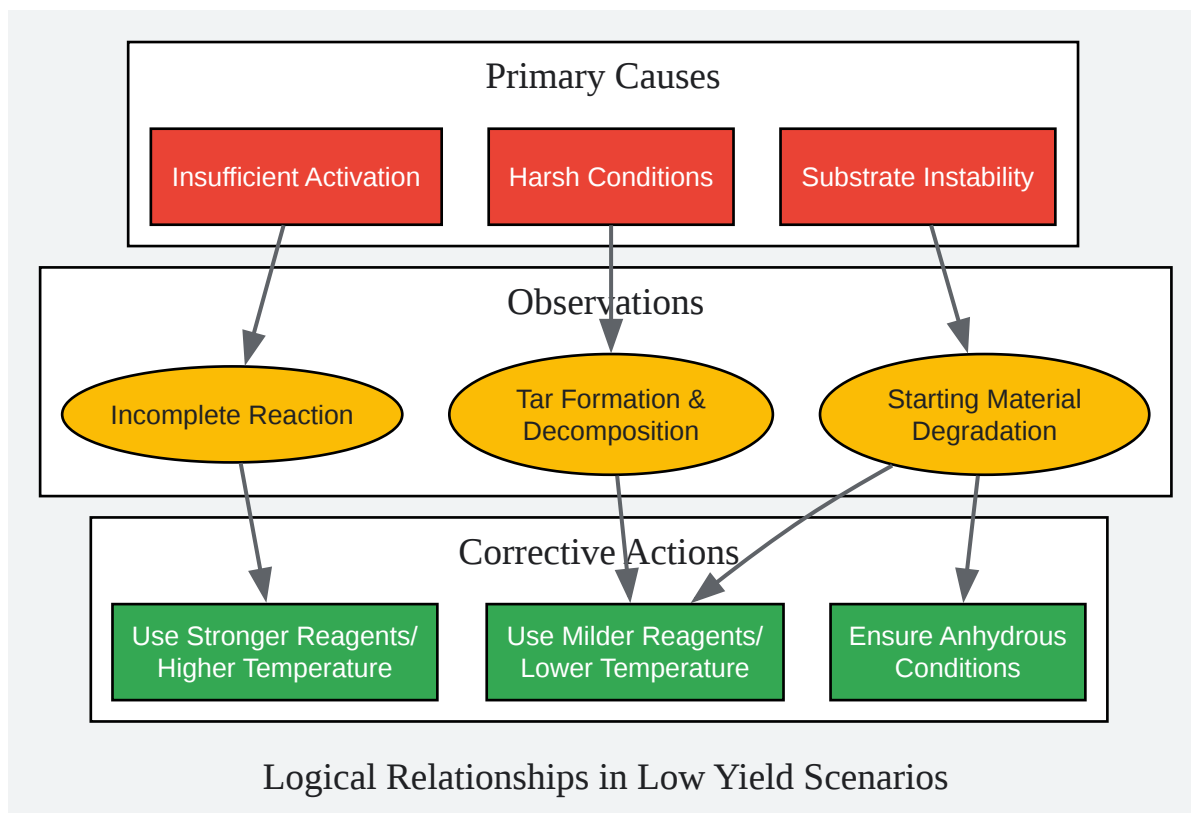 Primary Causes
Insufficient Activation
Harsh Conditions
Substrate Instability
Observations
Incomplete Reaction
Tar Formation &
Decomposition
Starting Material
Degradation
Corrective Actions
Use Stronger Reagents/
Higher Temperature
Use Milder Reagents/
Lower Temperature
Ensure Anhydrous
Conditions
Logical Relationships in Low Yield Scenarios